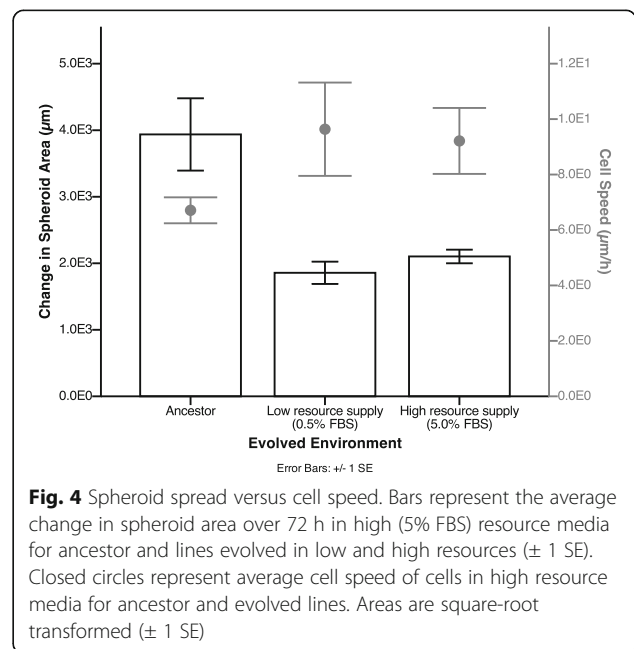 5.0E3
4.0E3
3.0E3
2.0E3
1.0E3
0.0E0
Change in Spheroid Area (µm)
1.2E1
1.0E1
8.0E0
6.0E0
4.0E0
2.0E0
0.0E0
Cell Speed (µm/h)
Ancestor
Low resource supply
(0.5% FBS)
High resource supply
(5.0% FBS)
Evolved Environment
Error Bars: +/- 1 SE
Fig. 4 Spheroid spread versus cell speed. Bars represent the average
change in spheroid area over 72 h in high (5% FBS) resource media
for ancestor and lines evolved in low and high resources (± 1 SE).
Closed circles represent average cell speed of cells in high resource
media for ancestor and evolved lines. Areas are square-root
transformed (± 1 SE)